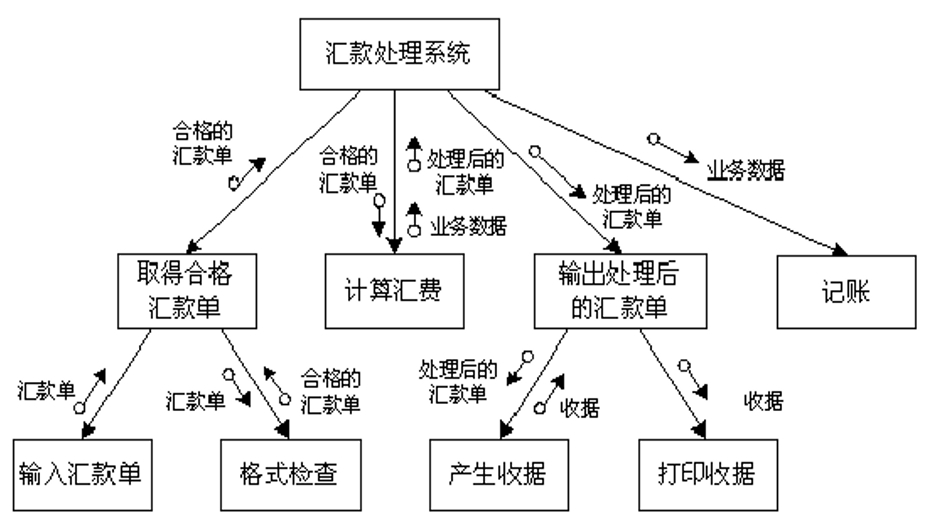 汇款处理系统
合格的
汇款单
合格的
汇款单
处理后的
汇款单
业务数据
处理后的
汇款单
业务数据
取得合格
汇款单
计算汇费
输出处理后
的汇款单
记账
汇款单
汇款单
合格的
汇款单
处理后的
汇款单
收据
收据
输入汇款单
格式检查
产生收据
打印收据